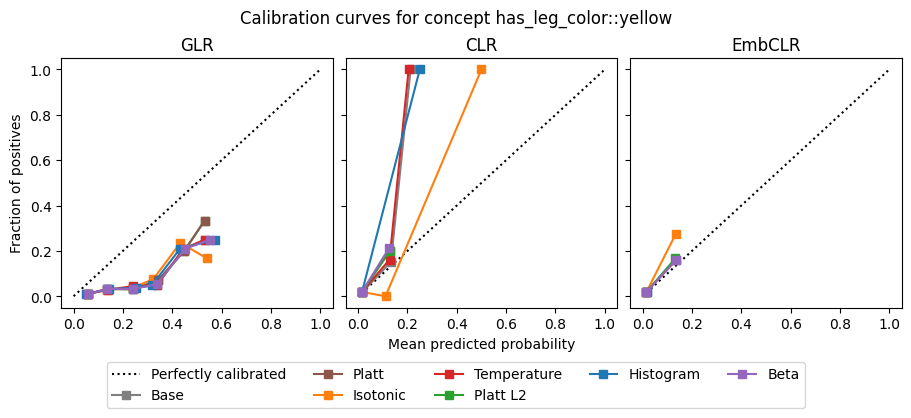 Calibration curves for concept has_leg_color::yellow
GLR
CLR
EmbCLR
Fraction of positives
1.0
0.8
0.6
0.4
0.2
0.0
0.0 0.2 0.4 0.6 0.8 1.0
0.0 0.2 0.4 0.6 0.8 1.0
0.0 0.2 0.4 0.6 0.8 1.0
Mean predicted probability
Perfectly calibrated Platt Temperature Histogram Beta
Base Isotonic Platt L2